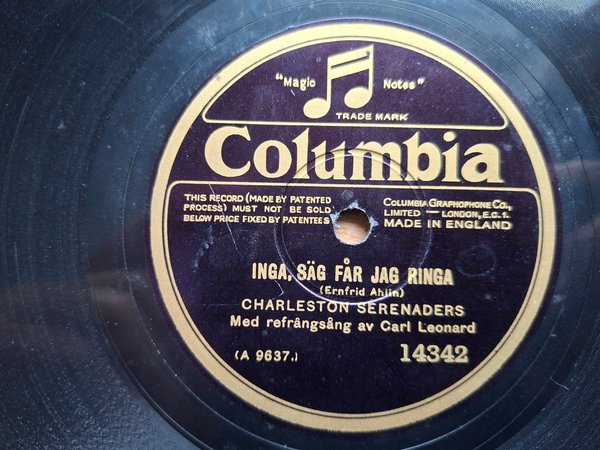 "Magic Notes"
TRADE MARK
Columbia
THIS RECORD (MADE BY PATENTED
PROCESS) MUST NOT BE SOLD
BELOW PRICE FIXED BY PATENTEES
COLUMBIA GRAPHOPHONE CO.,
LIMITED — LONDON, E.C.1.
MADE IN ENGLAND
INGA, SÄG FÅR JAG RINGA
(Ernfrid Ahlin)
CHARLESTON SERENADERS
Med refrängsång av Carl Leonard
(A 9637.) 14342